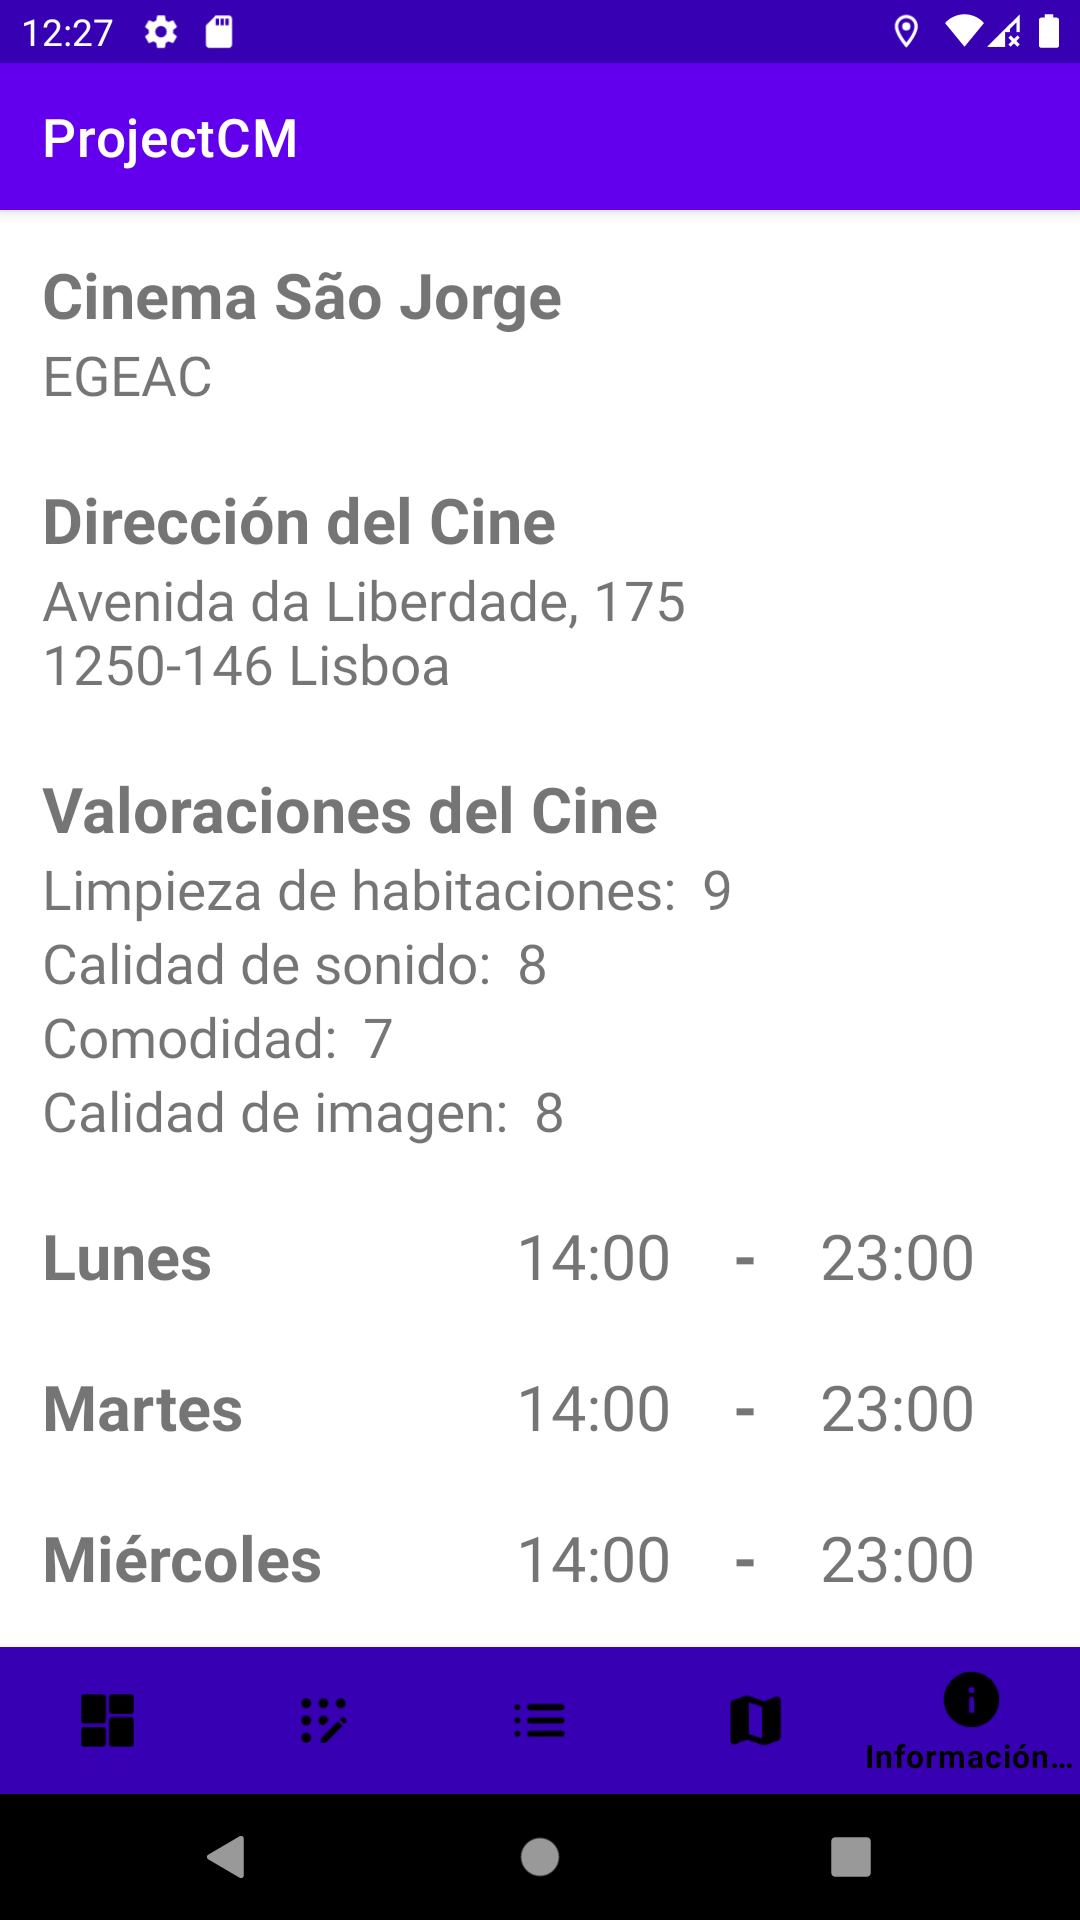 12:27
ProjectCM
Cinema São Jorge
EGEAC
Dirección del Cine
Avenida da Liberdade, 175
1250-146 Lisboa
Valoraciones del Cine
Limpieza de habitaciones: 9
Calidad de sonido: 8
Comodidad: 7
Calidad de imagen: 8
Lunes 14:00 - 23:00
Martes 14:00 - 23:00
Miércoles 14:00 - 23:00
Información…